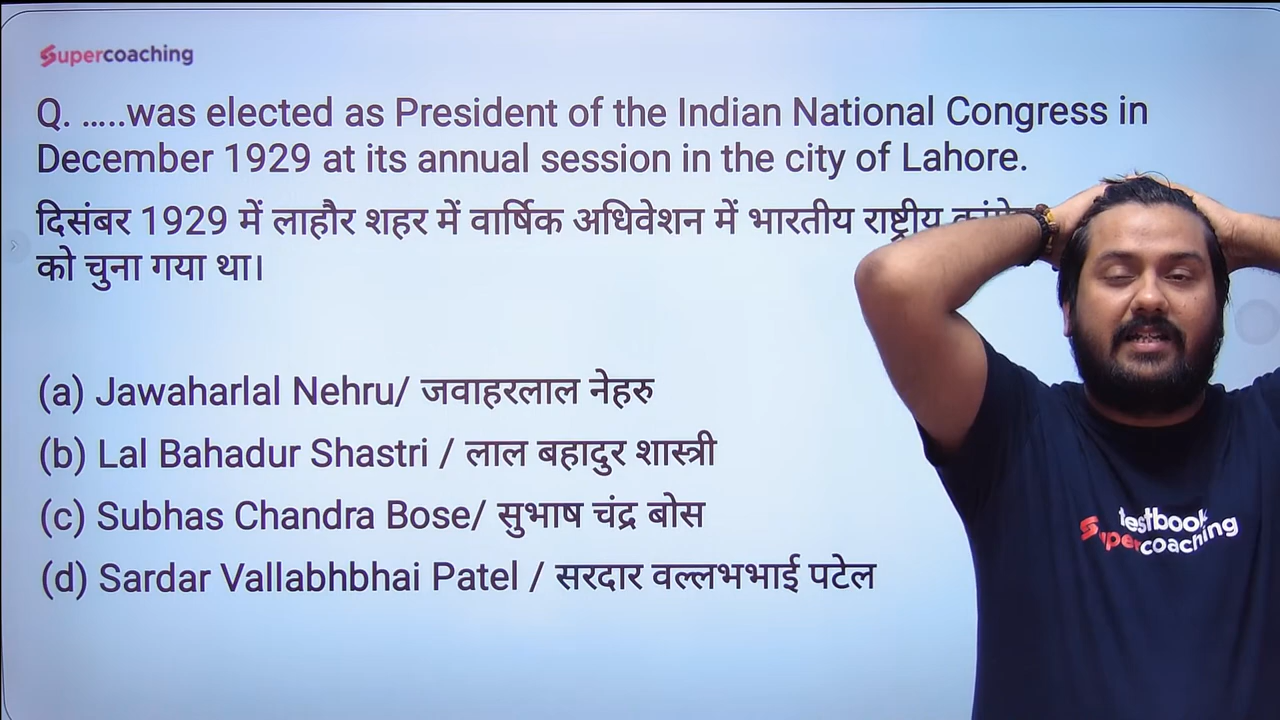 Supercoaching
Q. .....was elected as President of the Indian National Congress in
December 1929 at its annual session in the city of Lahore.
दिसंबर 1929 में लाहौर शहर में वार्षिक अधिवेशन में भारतीय राष्ट्रीय
को चुना गया था।
(a) Jawaharlal Nehru/ जवाहरलाल नेहरु
(b) Lal Bahadur Shastri / लाल बहादुर शास्त्री
(c) Subhas Chandra Bose/ सुभाष चंद्र बोस
(d) Sardar Vallabhbhai Patel / सरदार वल्लभभाई पटेल
testbook
Supercoaching